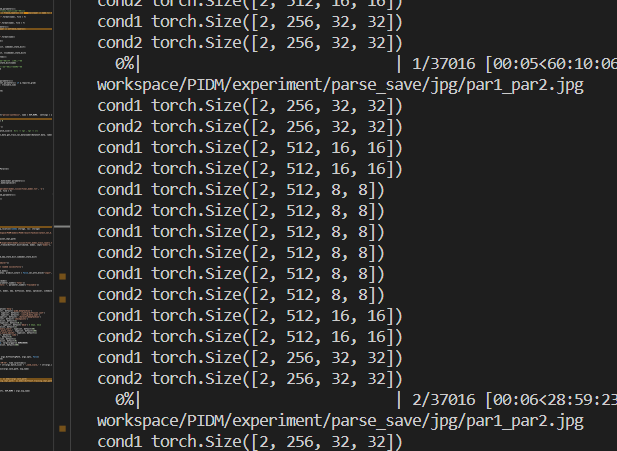 cond2 torch.Size([2, 512, 16, 16])
cond1 torch.Size([2, 256, 32, 32])
cond2 torch.Size([2, 256, 32, 32])
0%| | 1/37016 [00:05<60:10:06
workspace/PIDM/experiment/parse_save/jpg/par1_par2.jpg
cond1 torch.Size([2, 256, 32, 32])
cond2 torch.Size([2, 256, 32, 32])
cond1 torch.Size([2, 512, 16, 16])
cond2 torch.Size([2, 512, 16, 16])
cond1 torch.Size([2, 512, 8, 8])
cond2 torch.Size([2, 512, 8, 8])
cond1 torch.Size([2, 512, 8, 8])
cond2 torch.Size([2, 512, 8, 8])
cond1 torch.Size([2, 512, 8, 8])
cond2 torch.Size([2, 512, 8, 8])
cond1 torch.Size([2, 512, 16, 16])
cond2 torch.Size([2, 512, 16, 16])
cond1 torch.Size([2, 256, 32, 32])
cond2 torch.Size([2, 256, 32, 32])
0%| | 2/37016 [00:06<28:59:23
workspace/PIDM/experiment/parse_save/jpg/par1_par2.jpg
cond1 torch.Size([2, 256, 32, 32])